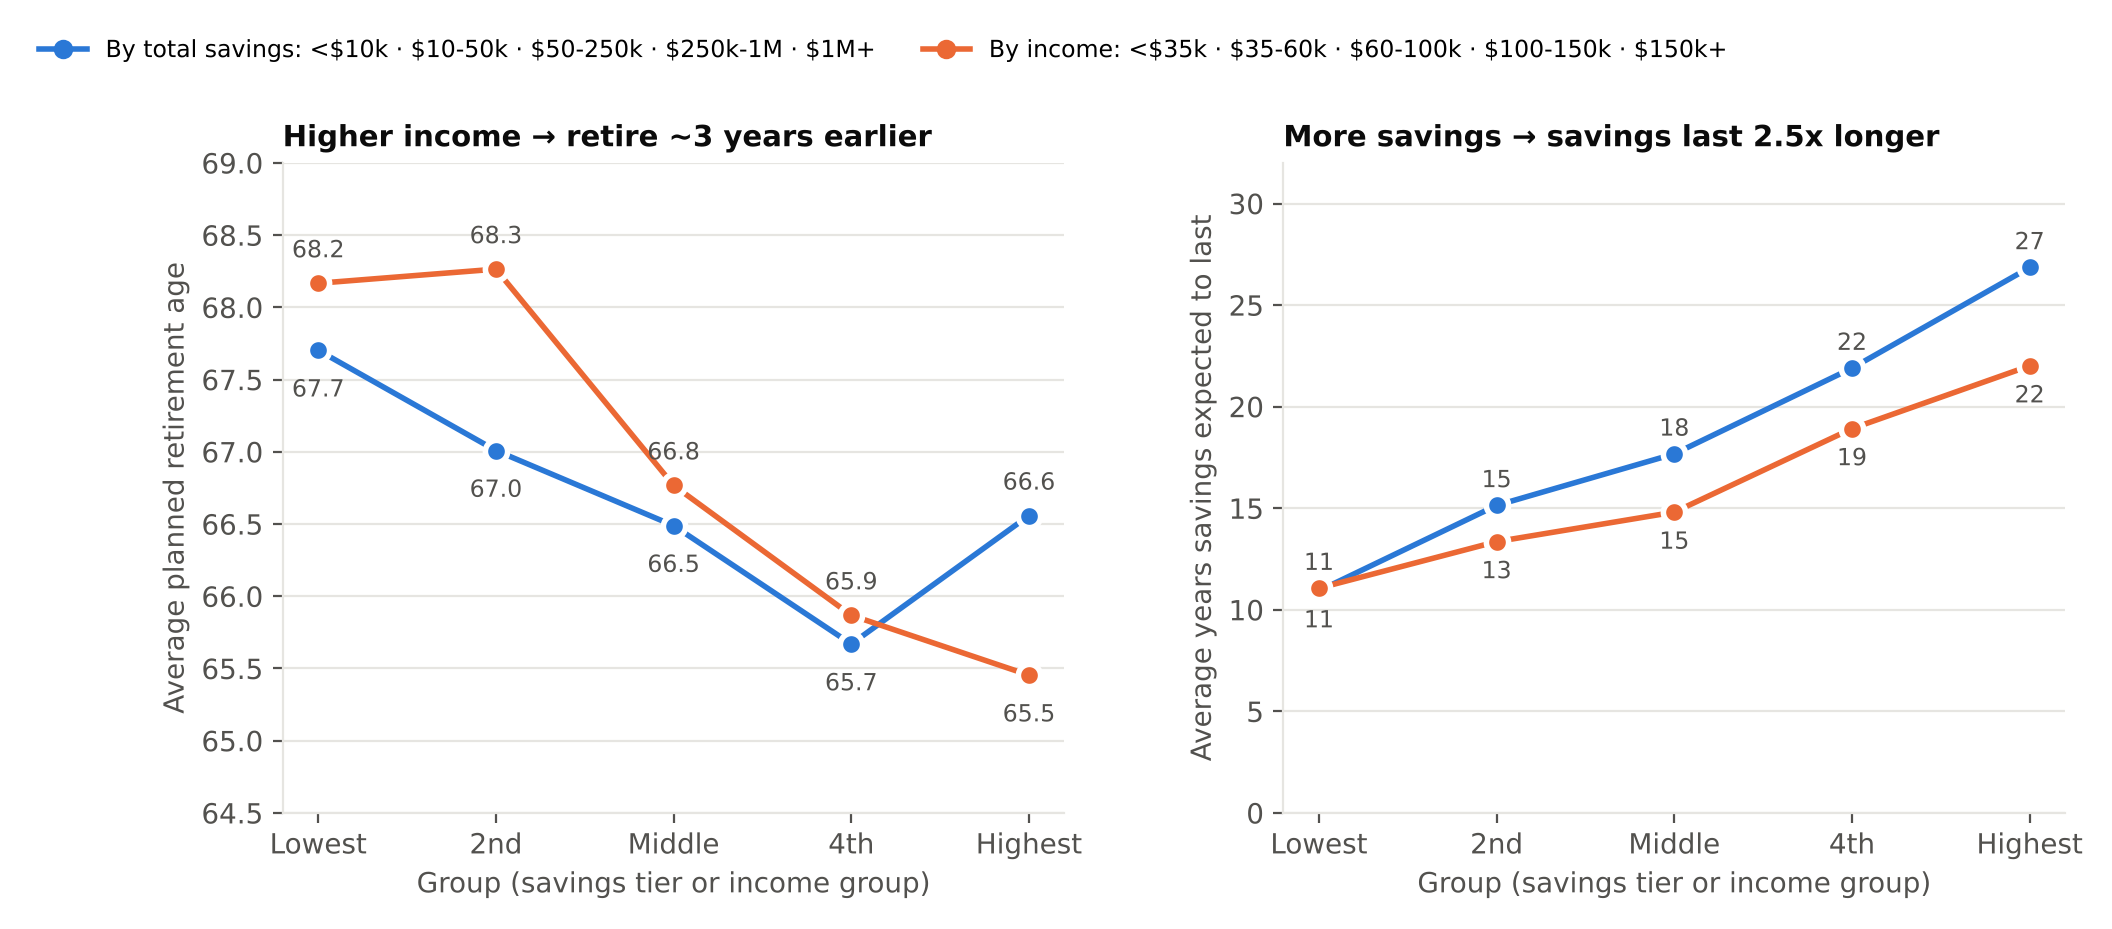 By total savings: <$10k · $10-50k · $50-250k · $250k-1M · $1M+
By income: <$35k · $35-60k · $60-100k · $100-150k · $150k+
Higher income → retire ~3 years earlier
Average planned retirement age
69.0
68.5
68.0
67.5
67.0
66.5
66.0
65.5
65.0
64.5
68.2
68.3
66.8
65.9
65.5
67.7
67.0
66.5
65.7
66.6
Lowest
2nd
Middle
4th
Highest
Group (savings tier or income group)
More savings → savings last 2.5x longer
Average years savings expected to last
30
25
20
15
10
5
0
11
15
18
22
27
11
13
15
19
22
Lowest
2nd
Middle
4th
Highest
Group (savings tier or income group)